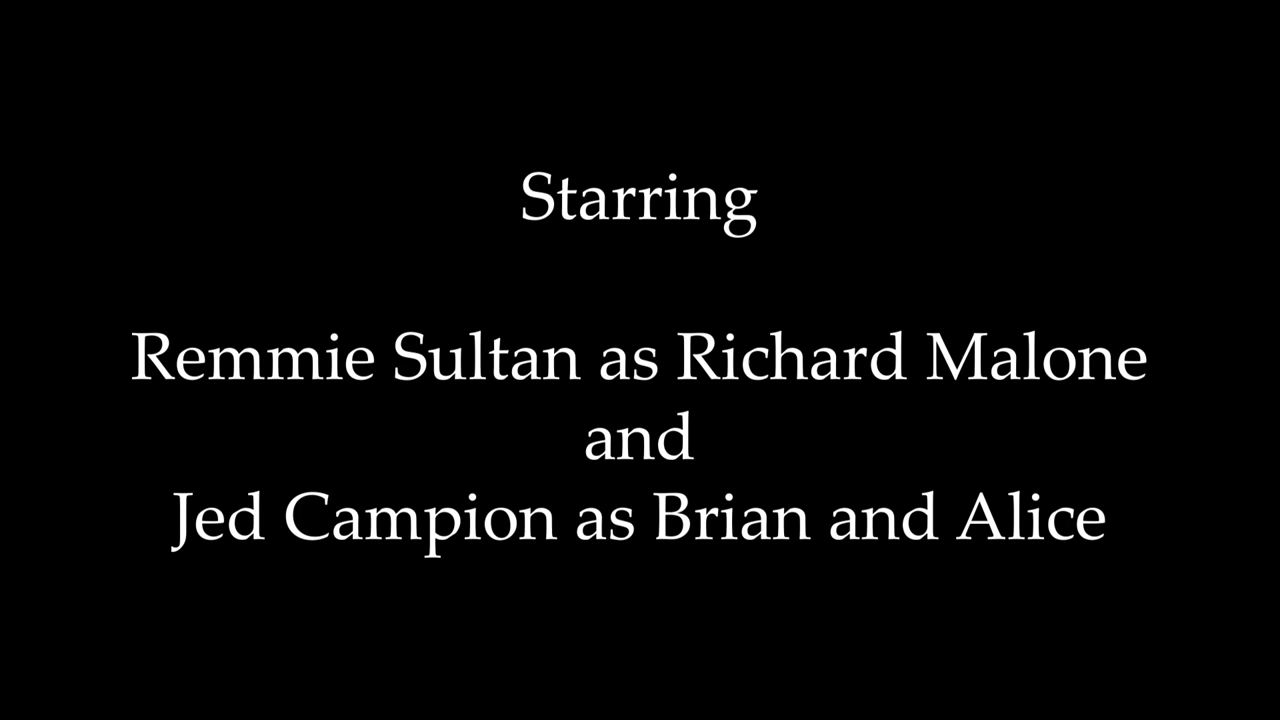 Starring
Remmie Sultan as Richard Malone
and
Jed Campion as Brian and Alice